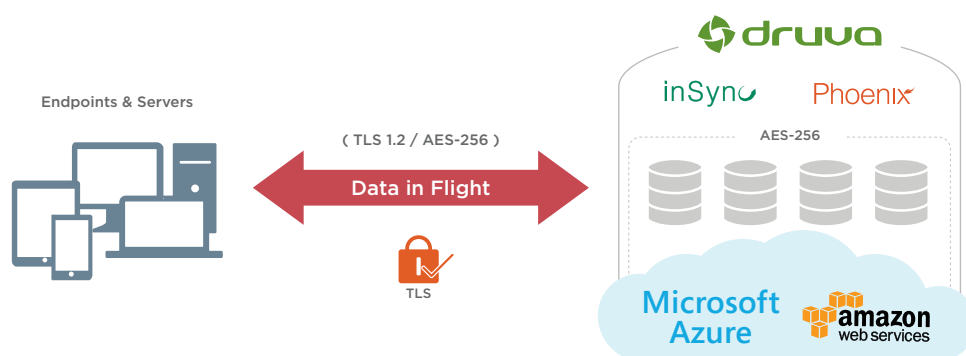 druva
inSync
Phoenix
Endpoints & Servers
( TLS 1.2 / AES-256 )
AES-256
Data in Flight
TLS
Microsoft
Azure
amazon
web services